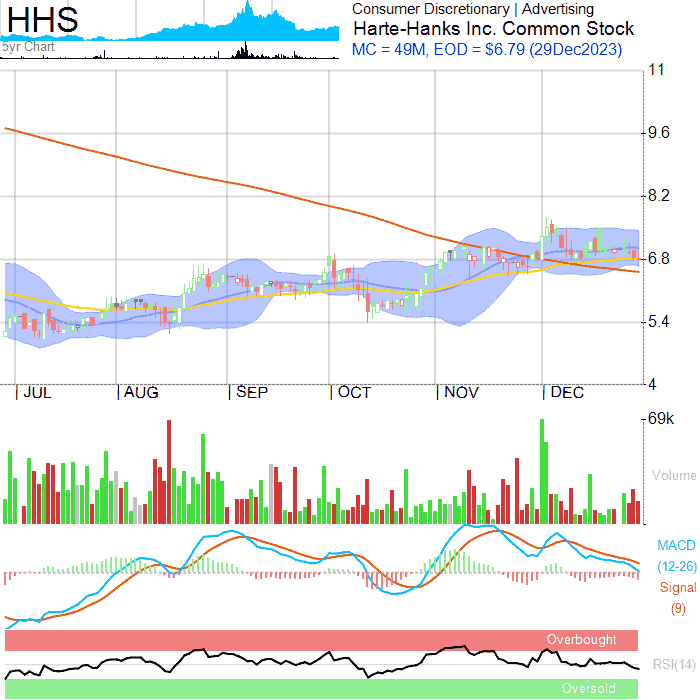 HHS
5yr Chart
Consumer Discretionary | Advertising
Harte-Hanks Inc. Common Stock
MC = 49M, EOD = $6.79 (29Dec2023)
11
9.6
8.2
6.8
5.4
4
JUL AUG SEP OCT NOV DEC
69k
Volume
MACD
(12-26)
Signal
(9)
Overbought
RSI(14)
Oversold